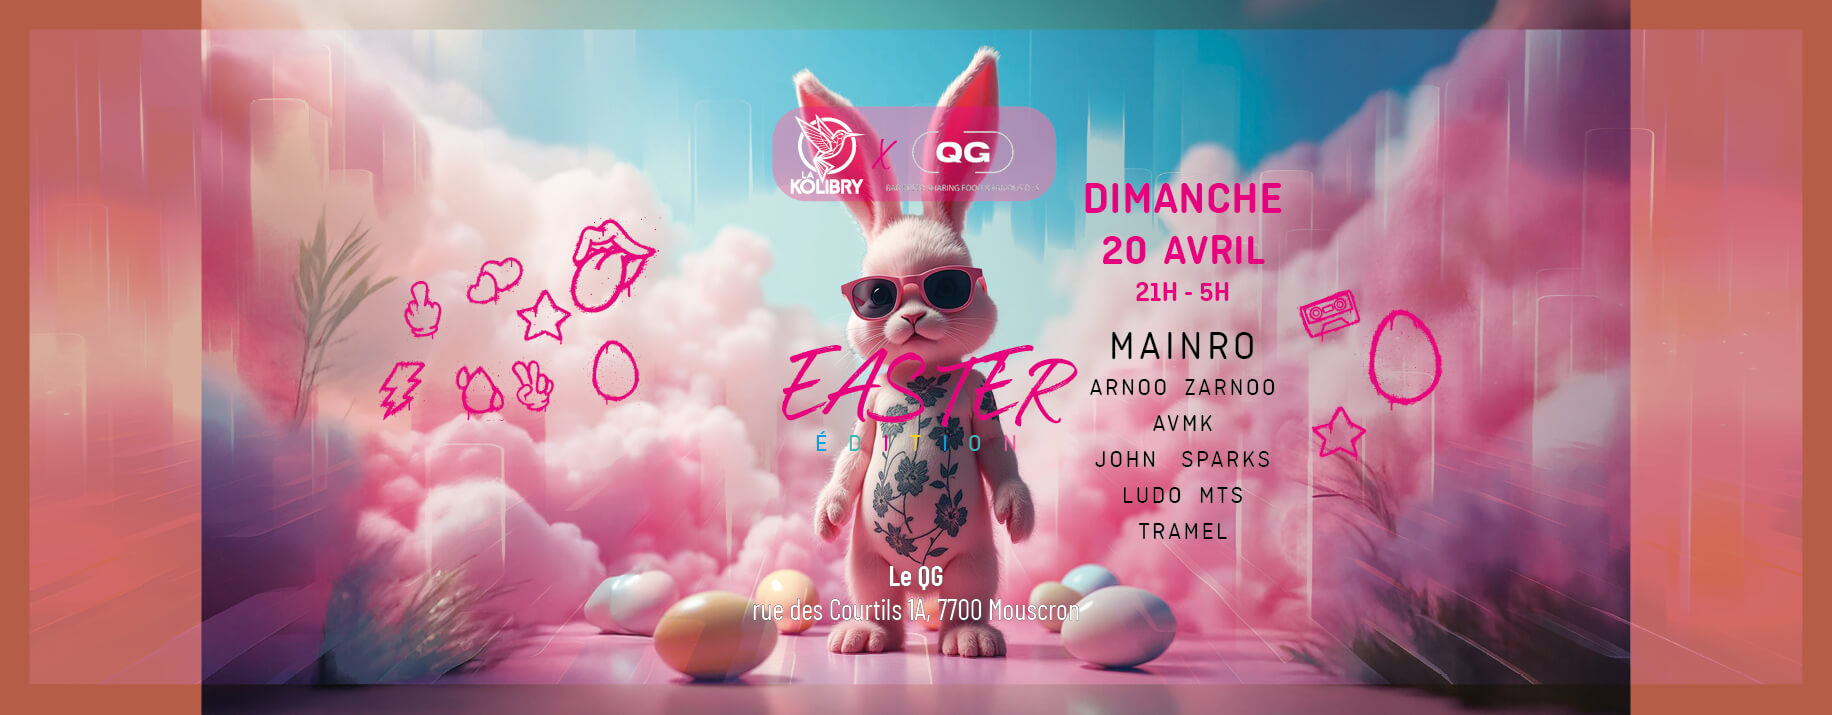 LA
KOLIBRY
X
QG
DIMANCHE
20 AVRIL
21H - 5H
MAINRO
ARNOO ZARNOO
AVMK
JOHN SPARKS
LUDO MTS
TRAMEL
EASTER
ÉDITION
Le QG
rue des Courtils 1A, 7700 Mouscron